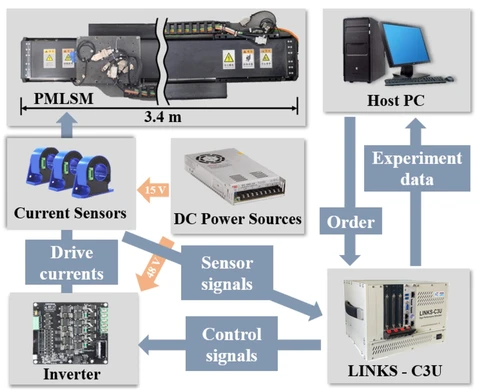 PMLSM
3.4 m
Host PC
Current Sensors
15 V
DC Power Sources
Experiment
data
Order
Drive
currents
48 V
Sensor
signals
Inverter
Control
signals
LINKS-C3U
LINKS - C3U